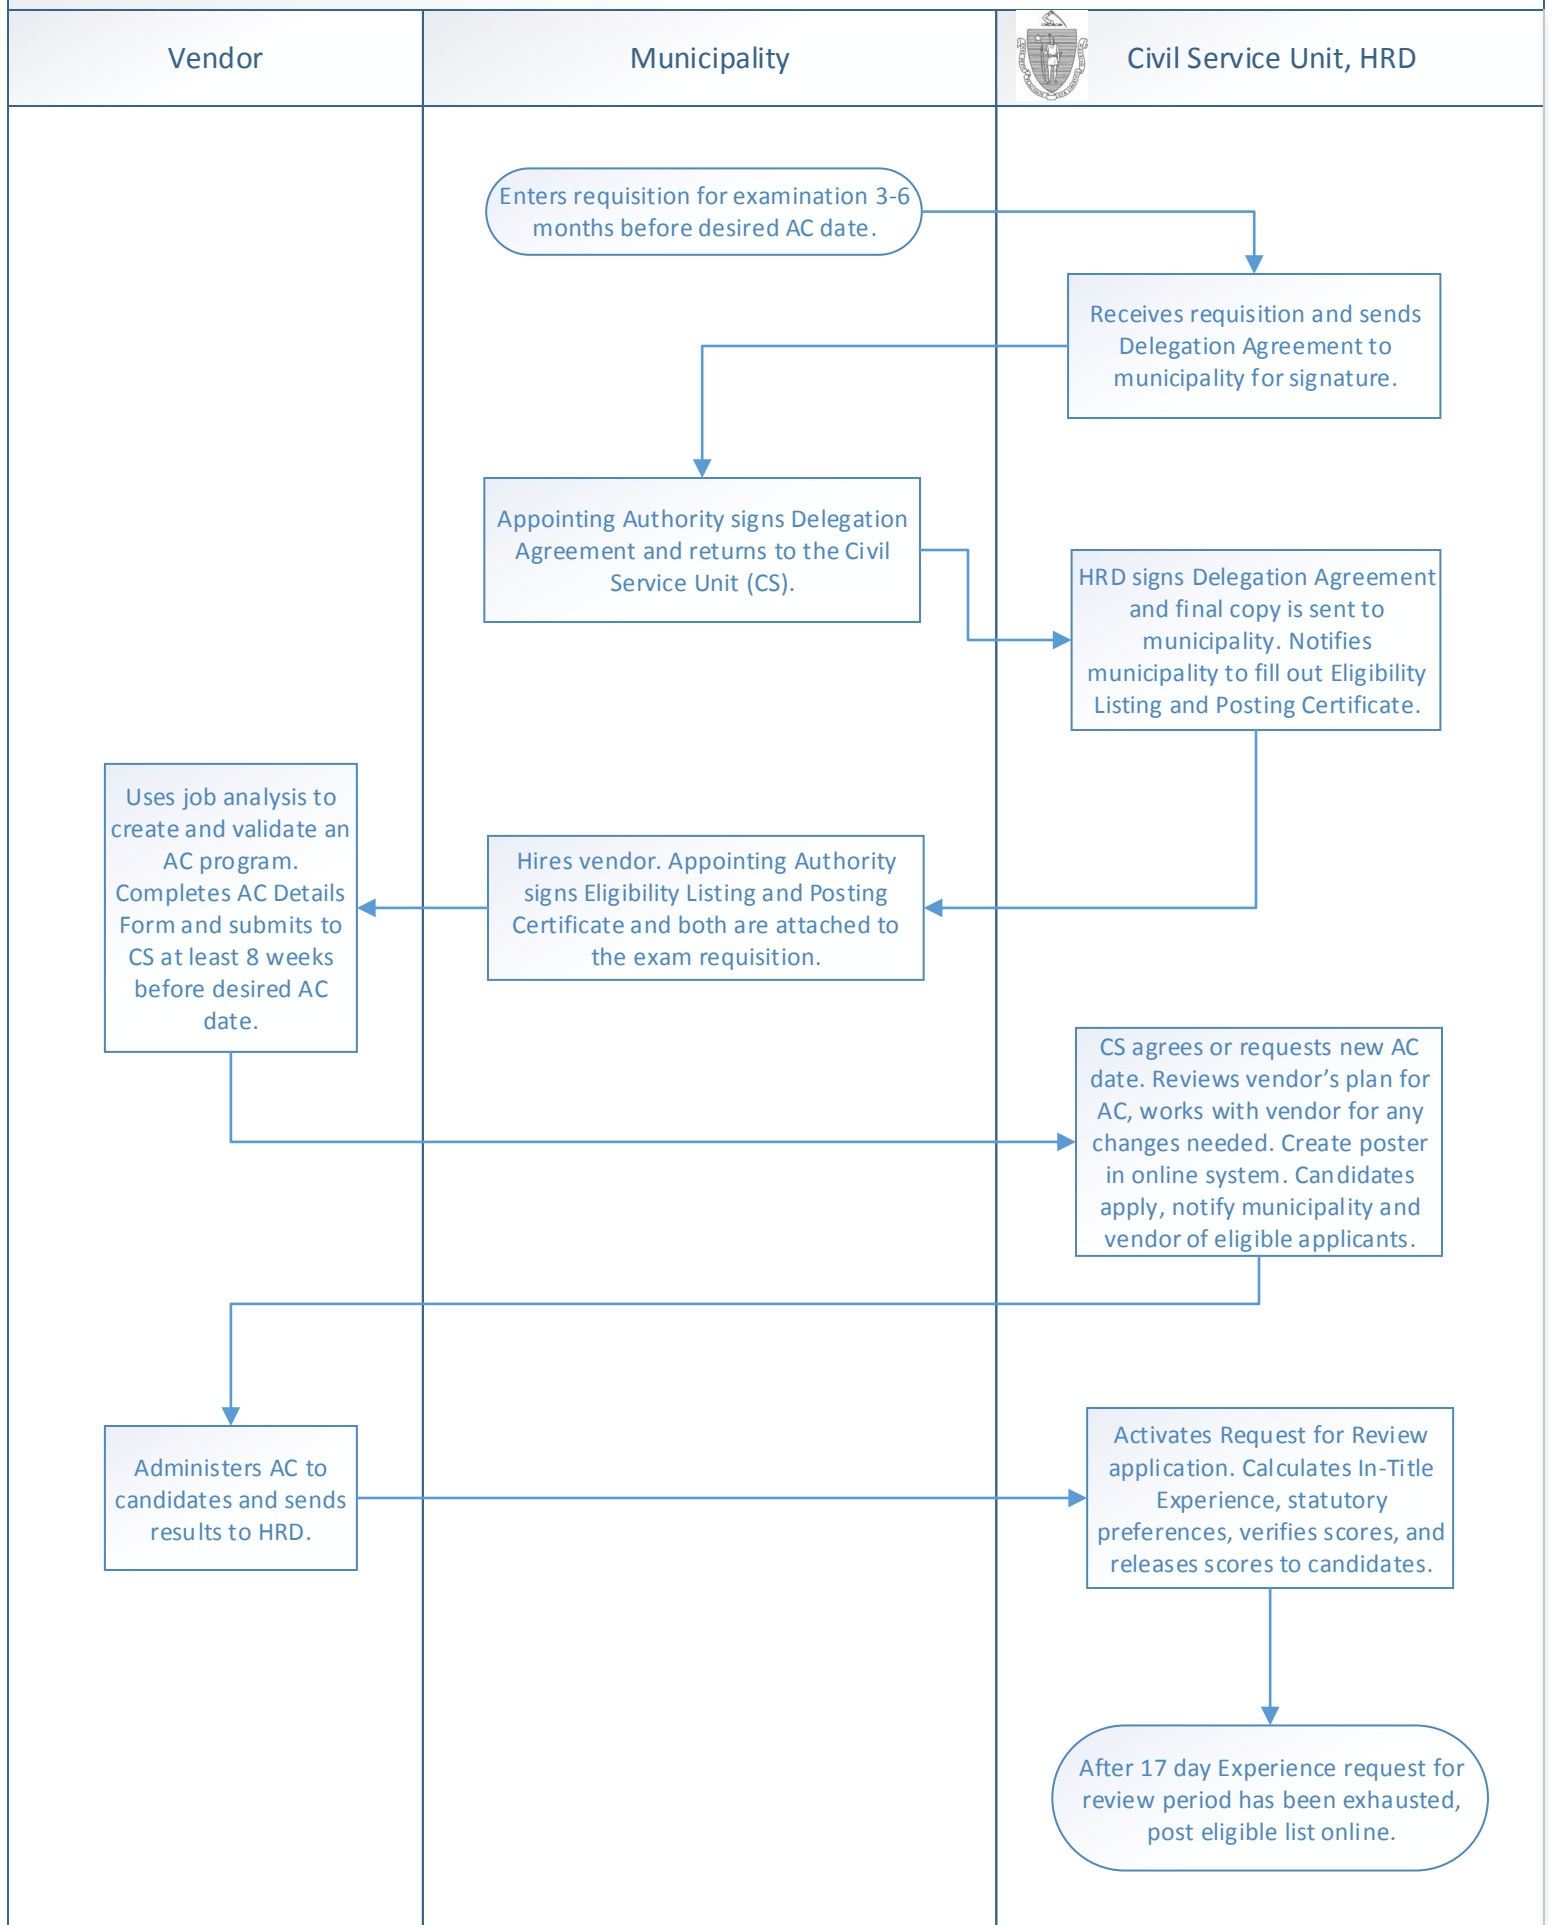 Vendor
Municipality
Civil Service Unit, HRD
Enters requisition for examination 3-6
months before desired AC date.
Receives requisition and sends
Delegation Agreement to
municipality for signature.
Appointing Authority signs Delegation
Agreement and returns to the Civil
Service Unit (CS).
HRD signs Delegation Agreement
and final copy is sent to
municipality. Notifies
municipality to fill out Eligibility
Listing and Posting Certificate.
Hires vendor. Appointing Authority
signs Eligibility Listing and Posting
Certificate and both are attached to
the exam requisition.
Uses job analysis to
create and validate an
AC program.
Completes AC Details
Form and submits to
CS at least 8 weeks
before desired AC
date.
CS agrees or requests new AC
date. Reviews vendor’s plan for
AC, works with vendor for any
changes needed. Create poster
in online system. Candidates
apply, notify municipality and
vendor of eligible applicants.
Administers AC to
candidates and sends
results to HRD.
Activates Request for Review
application. Calculates In-Title
Experience, statutory
preferences, verifies scores, and
releases scores to candidates.
After 17 day Experience request for
review period has been exhausted,
post eligible list online.